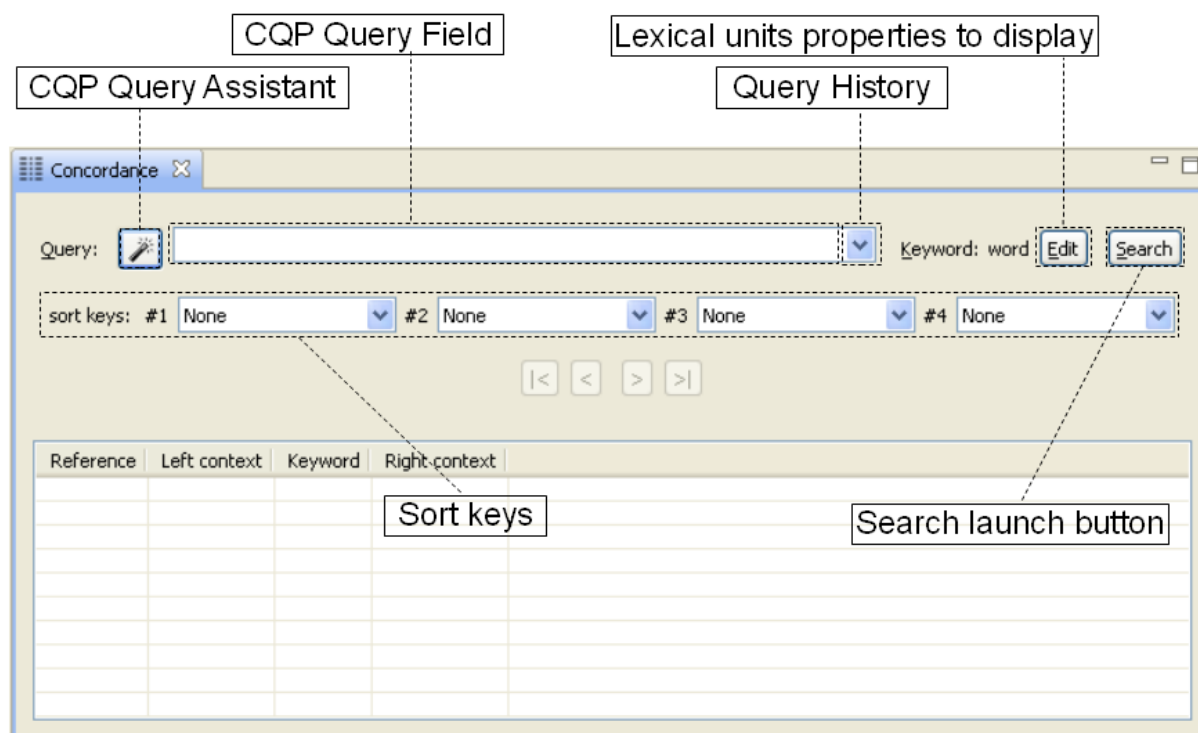 CQP Query Field
Lexical units properties to display
CQP Query Assistant
Query History
Concordance
Query:
Keyword: word Edit Search
sort keys: #1 None #2 None #3 None #4 None
|< < > >|
Reference Left context Keyword Right context
Sort keys
Search launch button